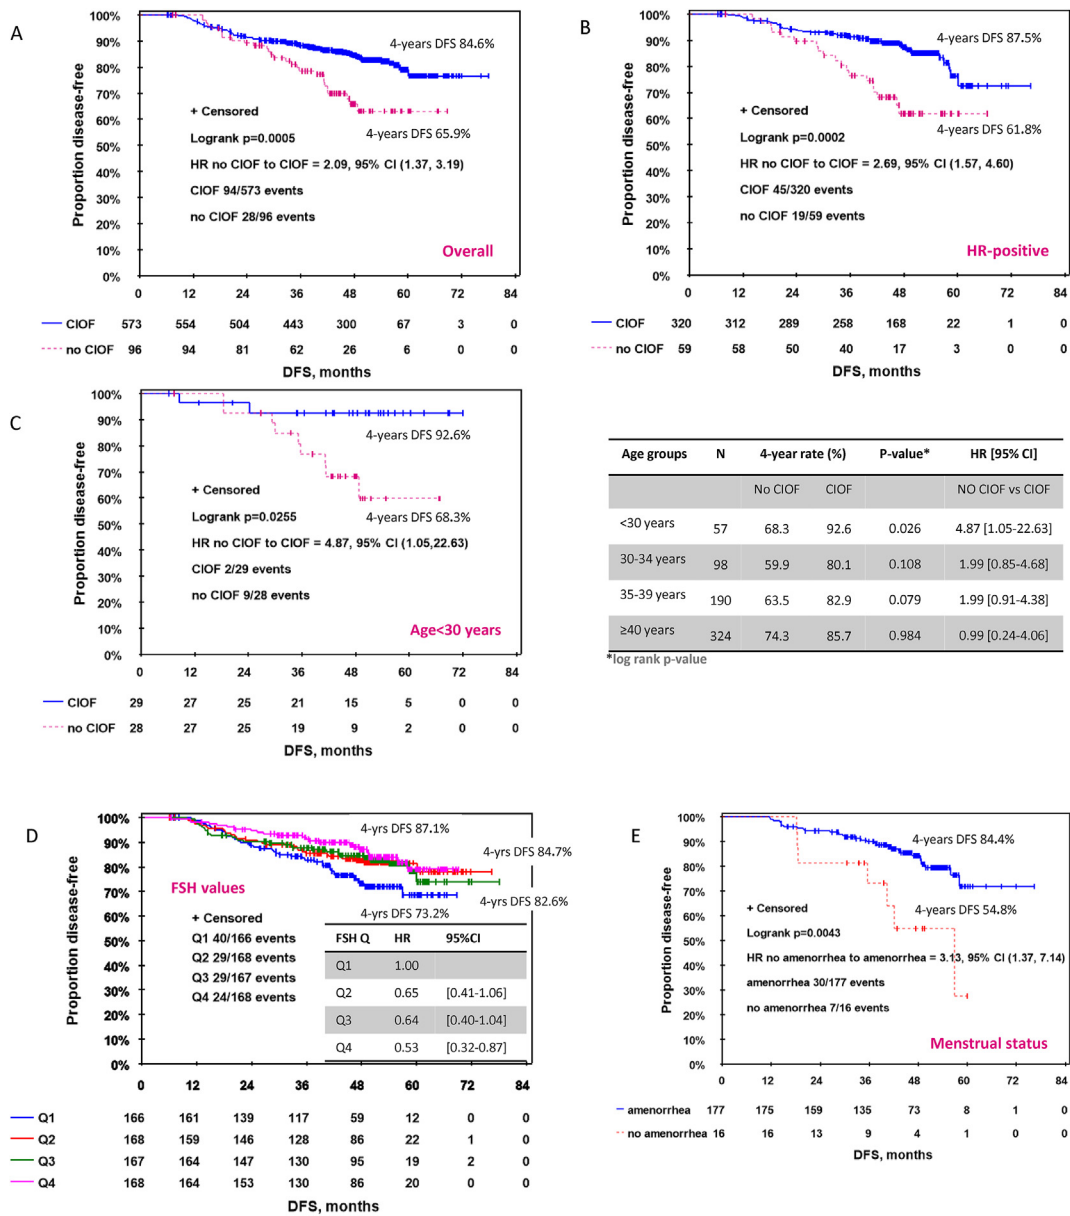 A
100%
90%
80%
70%
60%
50%
40%
30%
20%
10%
0%
Proportion disease-free
4-years DFS 84.6%
4-years DFS 65.9%
+ Censored
Logrank p=0.0005
HR no CIOF to CIOF = 2.09, 95% CI (1.37, 3.19)
CIOF 94/573 events
no CIOF 28/96 events
Overall
0 12 24 36 48 60 72 84
CIOF 573 554 504 443 300 67 3 0
no CIOF 96 94 81 62 26 6 0 0
DFS, months
B
100%
90%
80%
70%
60%
50%
40%
30%
20%
10%
0%
Proportion disease-free
4-years DFS 87.5%
4-years DFS 61.8%
+ Censored
Logrank p=0.0002
HR no CIOF to CIOF = 2.69, 95% CI (1.57, 4.60)
CIOF 45/320 events
no CIOF 19/59 events
HR-positive
0 12 24 36 48 60 72 84
CIOF 320 312 289 258 168 22 1 0
no CIOF 59 58 50 40 17 3 0 0
DFS, months
C
100%
90%
80%
70%
60%
50%
40%
30%
20%
10%
0%
Proportion disease-free
4-years DFS 92.6%
4-years DFS 68.3%
+ Censored
Logrank p=0.0255
HR no CIOF to CIOF = 4.87, 95% CI (1.05,22.63)
CIOF 2/29 events
no CIOF 9/28 events
Age<30 years
0 12 24 36 48 60 72 84
CIOF 29 27 25 21 15 5 0 0
no CIOF 28 27 25 19 9 2 0 0
DFS, months
Age groups N 4-year rate (%) P-value* HR [95% CI]
No CIOF CIOF NO CIOF vs CIOF
<30 years 57 68.3 92.6 0.026 4.87 [1.05-22.63]
30-34 years 98 59.9 80.1 0.108 1.99 [0.85-4.68]
35-39 years 190 63.5 82.9 0.079 1.99 [0.91-4.38]
≥40 years 324 74.3 85.7 0.984 0.99 [0.24-4.06]
*log rank p-value
D
100%
90%
80%
70%
60%
50%
40%
30%
20%
10%
0%
Proportion disease-free
4-yrs DFS 87.1%
4-yrs DFS 84.7%
4-yrs DFS 82.6%
4-yrs DFS 73.2%
FSH values
+ Censored
Q1 40/166 events
Q2 29/168 events
Q3 29/167 events
Q4 24/168 events
FSH Q HR 95%CI
Q1 1.00
Q2 0.65 [0.41-1.06]
Q3 0.64 [0.40-1.04]
Q4 0.53 [0.32-0.87]
0 12 24 36 48 60 72 84
Q1 166 161 139 117 59 12 0 0
Q2 168 159 146 128 86 22 1 0
Q3 167 164 147 130 95 19 2 0
Q4 168 164 153 130 86 20 0 0
DFS, months
E
100%
90%
80%
70%
60%
50%
40%
30%
20%
10%
0%
Proportion disease-free
4-years DFS 84.4%
4-years DFS 54.8%
+ Censored
Logrank p=0.0043
HR no amenorrhea to amenorrhea = 3.13, 95% CI (1.37, 7.14)
amenorrhea 30/177 events
no amenorrhea 7/16 events
Menstrual status
0 12 24 36 48 60 72 84
amenorrhea 177 175 159 135 73 8 1 0
no amenorrhea 16 16 13 9 4 1 0 0
DFS, months